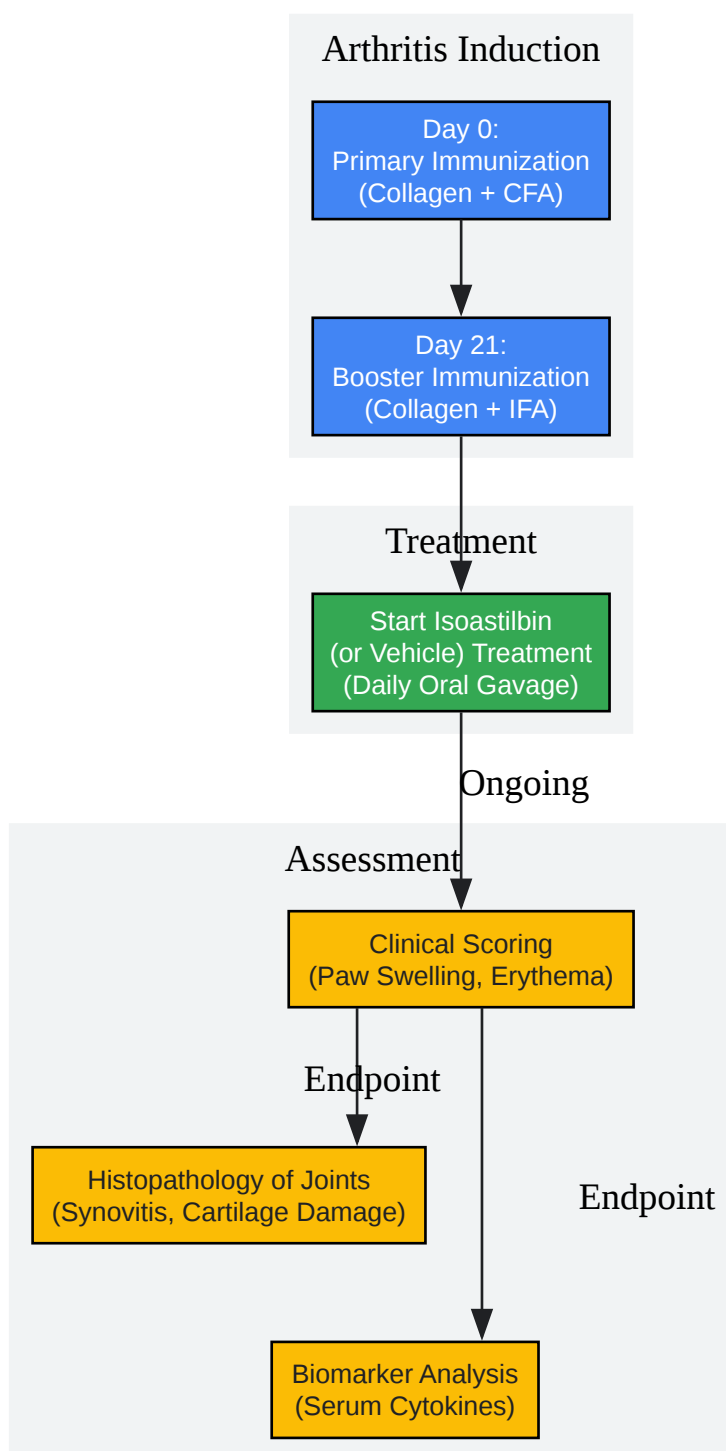 Arthritis Induction
Day 0:
Primary Immunization
(Collagen + CFA)
Day 21:
Booster Immunization
(Collagen + IFA)
Treatment
Start Isoastilbin
(or Vehicle) Treatment
(Daily Oral Gavage)
Ongoing
Assessment
Clinical Scoring
(Paw Swelling, Erythema)
Endpoint
Histopathology of Joints
(Synovitis, Cartilage Damage)
Endpoint
Biomarker Analysis
(Serum Cytokines)